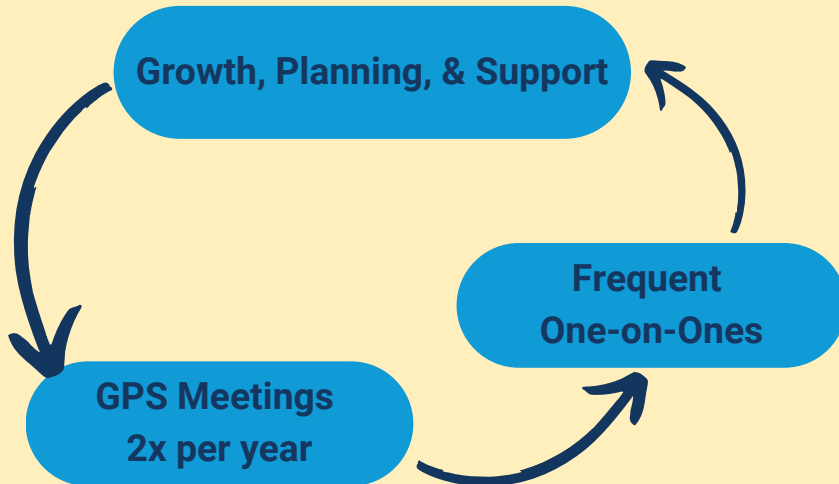 Growth, Planning, & Support
Frequent
One-on-Ones
GPS Meetings
2x per year